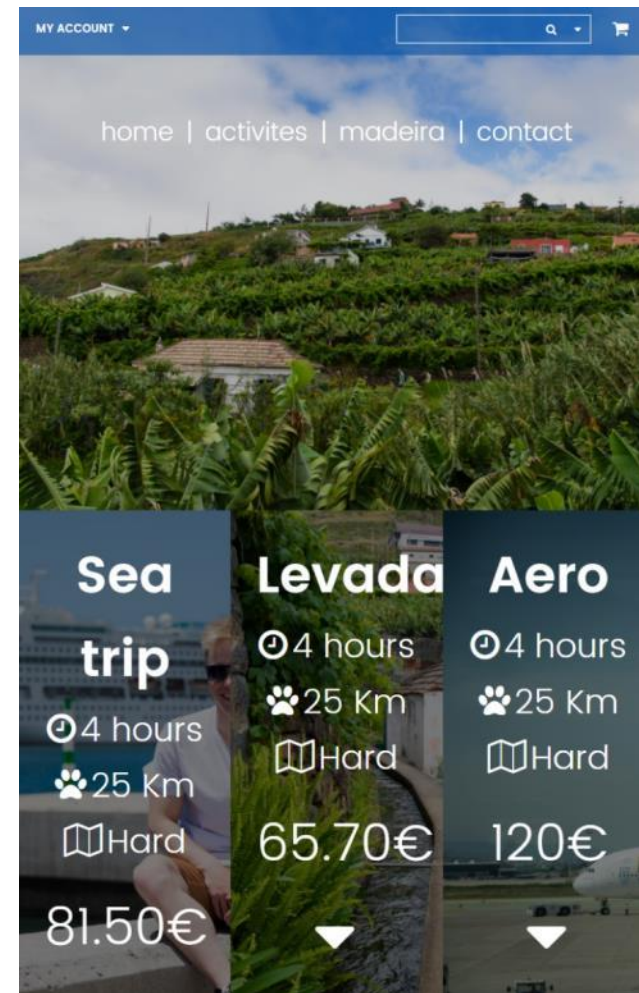 MY ACCOUNT
home | activites | madeira | contact
Sea
trip
4 hours
25 Km
Hard
81.50€
Levada
4 hours
25 Km
Hard
65.70€
Aero
4 hours
25 Km
Hard
120€